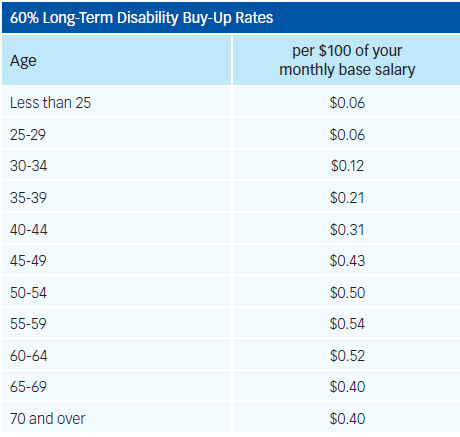 60% Long-Term Disability Buy-Up Rates
Age
per $100 of your
monthly base salary
Less than 25 $0.06
25-29 $0.06
30-34 $0.12
35-39 $0.21
40-44 $0.31
45-49 $0.43
50-54 $0.50
55-59 $0.54
60-64 $0.52
65-69 $0.40
70 and over $0.40